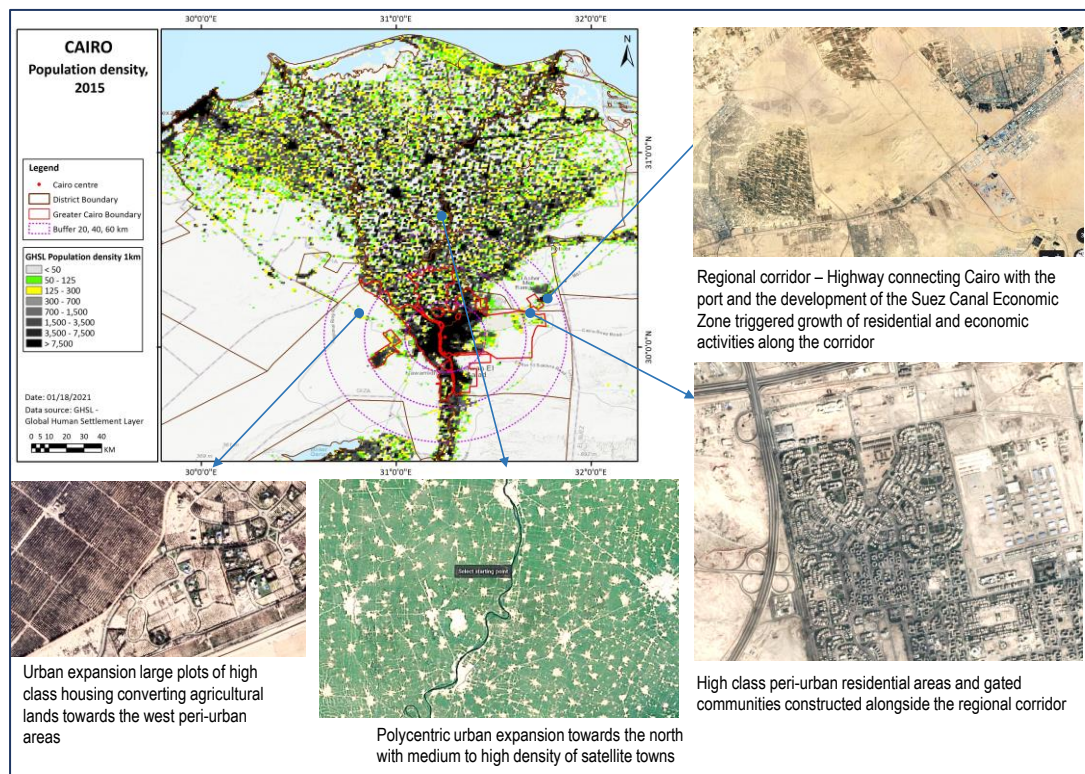 CAIRO
Population density,
2015
Legend
Cairo centre
District Boundary
Greater Cairo Boundary
Buffer 20, 40, 60 km
GHSL Population density 1km
< 50
50 - 125
125 - 300
300 - 700
700 - 1,500
1,500 - 3,500
3,500 - 7,500
> 7,500
Date: 01/18/2021
Data source: GHSL -
Global Human Settlement Layer
0 5 10 20 30 40
KM
30°0'0"E
31°0'0"E
32°0'0"E
N
31°0'0"N
30°0'0"N
30°0'0"E
31°0'0"E
32°0'0"E
Select starting point
Regional corridor – Highway connecting Cairo with the
port and the development of the Suez Canal Economic
Zone triggered growth of residential and economic
activities along the corridor
Urban expansion large plots of high
class housing converting agricultural
lands towards the west peri-urban
areas
Polycentric urban expansion towards the north
with medium to high density of satellite towns
High class peri-urban residential areas and gated
communities constructed alongside the regional corridor